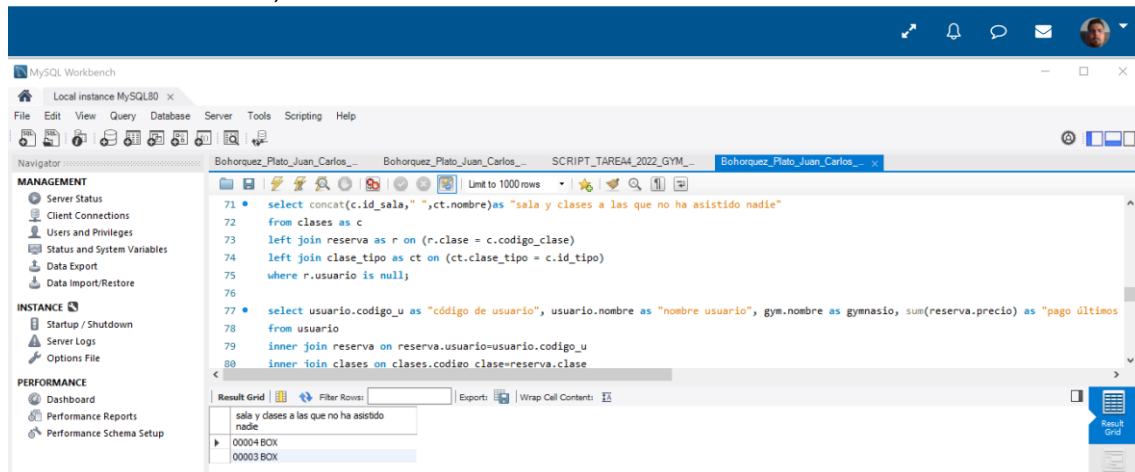 MySQL Workbench
Local instance MySQL80
File Edit View Query Database Server Tools Scripting Help
Navigator
Bohorquez_Plato_Juan_Carlos_... Bohorquez_Plato_Juan_Carlos_... SCRIPT_TAREA4_2022_GYM_... Bohorquez_Plato_Juan_Carlos_...
MANAGEMENT
Server Status
Client Connections
Users and Privileges
Status and System Variables
Data Export
Data Import/Restore
INSTANCE
Startup / Shutdown
Server Logs
Options File
PERFORMANCE
Dashboard
Performance Reports
Performance Schema Setup
Limit to 1000 rows
71 select concat(c.id_sala," ",ct.nombre)as "sala y clases a las que no ha asistido nadie"
72 from clases as c
73 left join reserva as r on (r.clase = c.codigo_clase)
74 left join clase_tipo as ct on (ct.clase_tipo = c.id_tipo)
75 where r.usuario is null;
76
77 select usuario.codigo_u as "código de usuario", usuario.nombre as "nombre usuario", gym.nombre as gymnasio, sum(reserva.precio) as "pago últimos
78 from usuario
79 inner join reserva on reserva.usuario=usuario.codigo_u
80 inner join clases on clases.codigo_clase=reserva.clase
Result Grid Filter Rows: Export: Wrap Cell Content:
sala y clases a las que no ha asistido
nadie
00004 BOX
00003 BOX
Result
Grid